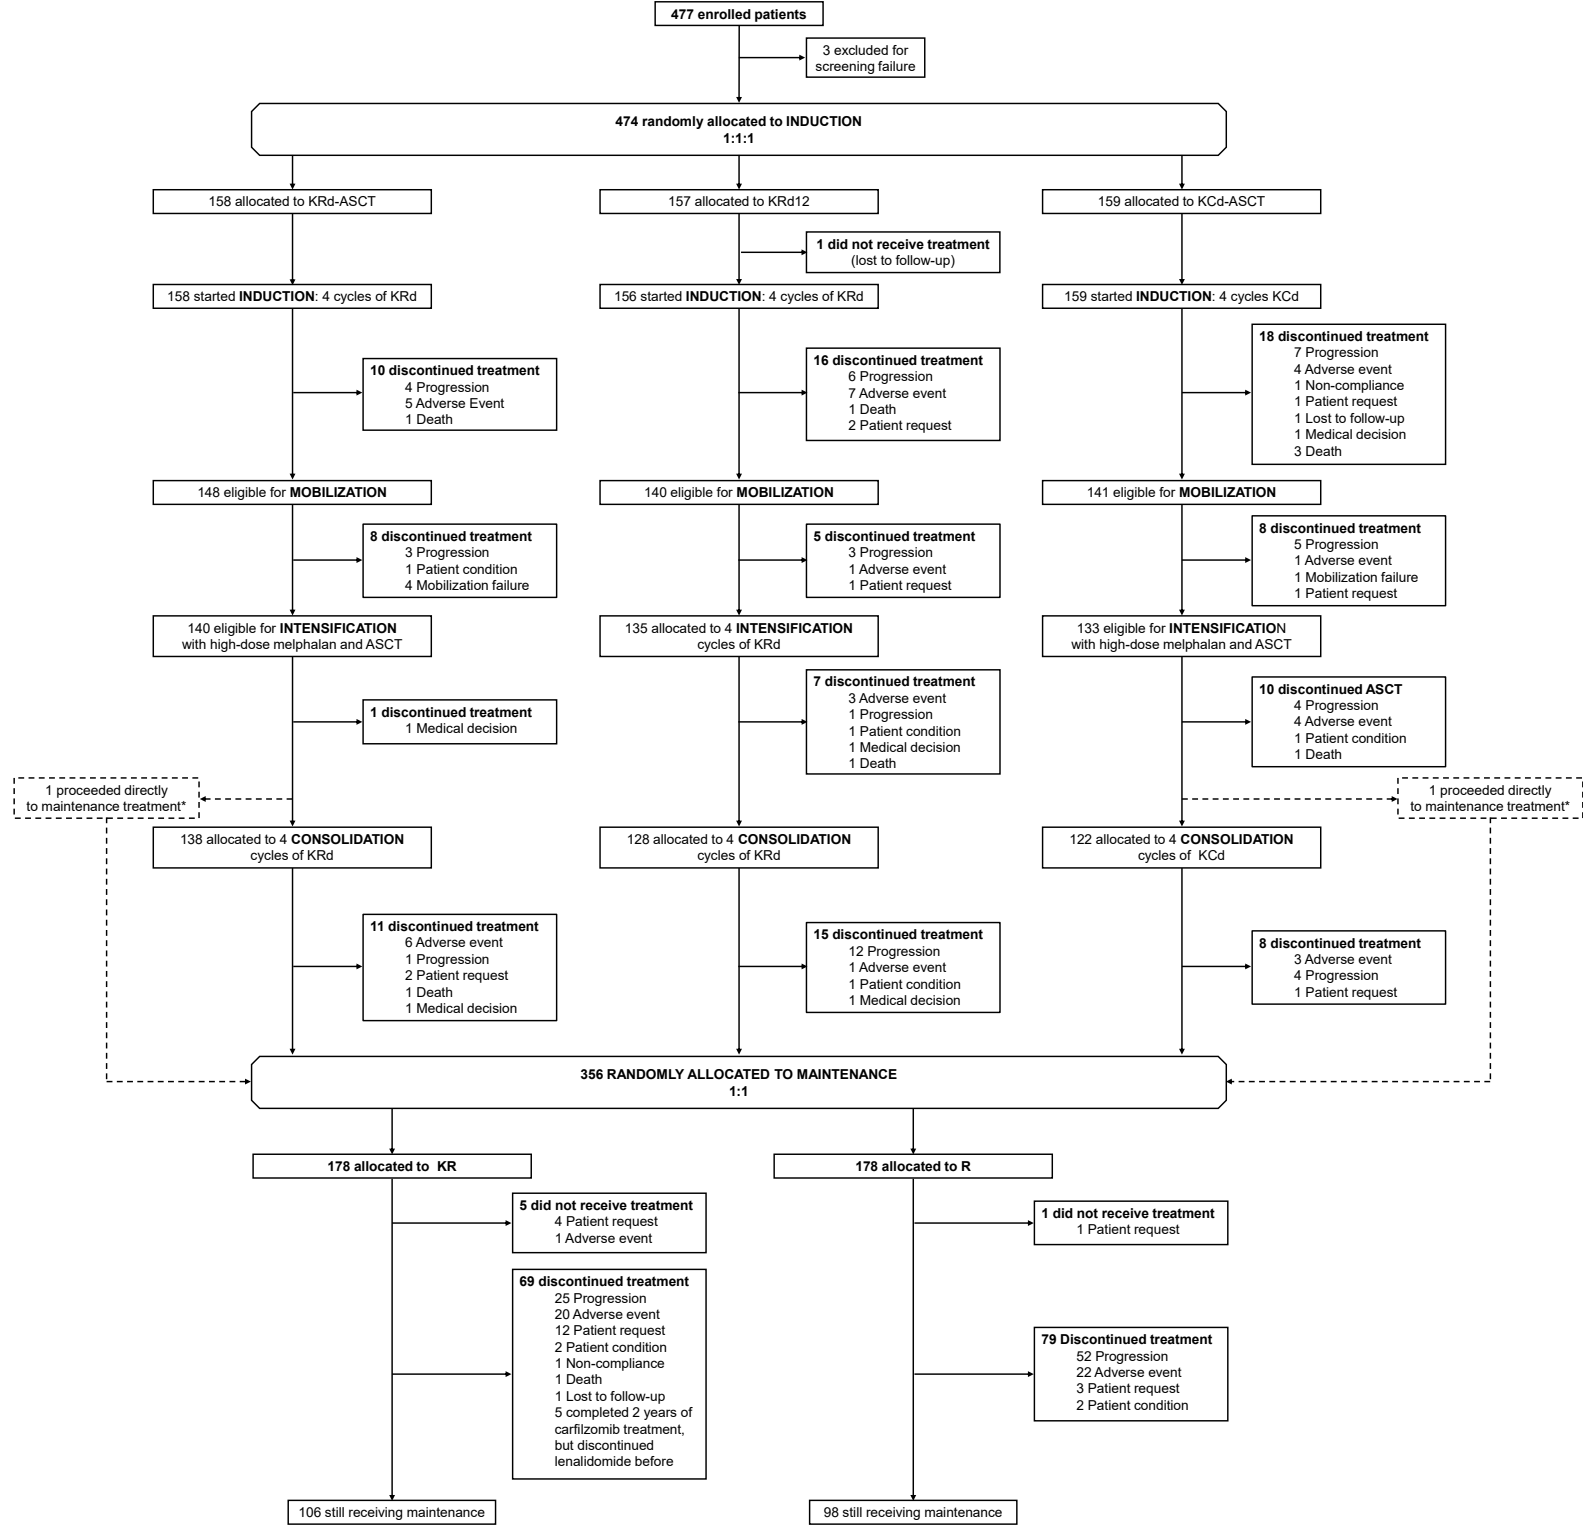 477 enrolled patients
3 excluded for
screening failure
474 randomly allocated to INDUCTION
1:1:1
158 allocated to KRd-ASCT
157 allocated to KRd12
159 allocated to KCd-ASCT
1 did not receive treatment
(lost to follow-up)
158 started INDUCTION: 4 cycles of KRd
156 started INDUCTION: 4 cycles of KRd
159 started INDUCTION: 4 cycles KCd
10 discontinued treatment
4 Progression
5 Adverse Event
1 Death
16 discontinued treatment
6 Progression
7 Adverse event
1 Death
2 Patient request
18 discontinued treatment
7 Progression
4 Adverse event
1 Non-compliance
1 Patient request
1 Lost to follow-up
1 Medical decision
3 Death
148 eligible for MOBILIZATION
140 eligible for MOBILIZATION
141 eligible for MOBILIZATION
8 discontinued treatment
3 Progression
1 Patient condition
4 Mobilization failure
5 discontinued treatment
3 Progression
1 Adverse event
1 Patient request
8 discontinued treatment
5 Progression
1 Adverse event
1 Mobilization failure
1 Patient request
140 eligible for INTENSIFICATION
with high-dose melphalan and ASCT
135 allocated to 4 INTENSIFICATION
cycles of KRd
133 eligible for INTENSIFICATION
with high-dose melphalan and ASCT
1 discontinued treatment
1 Medical decision
7 discontinued treatment
3 Adverse event
1 Progression
1 Patient condition
1 Medical decision
1 Death
10 discontinued ASCT
4 Progression
4 Adverse event
1 Patient condition
1 Death
1 proceeded directly
to maintenance treatment*
1 proceeded directly
to maintenance treatment*
138 allocated to 4 CONSOLIDATION
cycles of KRd
128 allocated to 4 CONSOLIDATION
cycles of KRd
122 allocated to 4 CONSOLIDATION
cycles of KCd
11 discontinued treatment
6 Adverse event
1 Progression
2 Patient request
1 Death
1 Medical decision
15 discontinued treatment
12 Progression
1 Adverse event
1 Patient condition
1 Medical decision
8 discontinued treatment
3 Adverse event
4 Progression
1 Patient request
356 RANDOMLY ALLOCATED TO MAINTENANCE
1:1
178 allocated to KR
178 allocated to R
5 did not receive treatment
4 Patient request
1 Adverse event
1 did not receive treatment
1 Patient request
69 discontinued treatment
25 Progression
20 Adverse event
12 Patient request
2 Patient condition
1 Non-compliance
1 Death
1 Lost to follow-up
5 completed 2 years of
carfilzomib treatment,
but discontinued
lenalidomide before
79 Discontinued treatment
52 Progression
22 Adverse event
3 Patient request
2 Patient condition
106 still receiving maintenance
98 still receiving maintenance